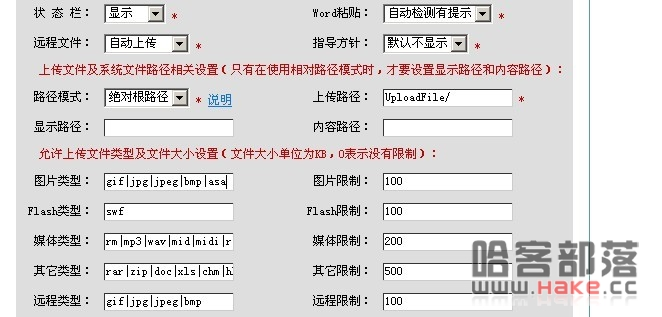 状 态 栏： 显示 * Word粘贴： 自动检测有提示 *
远程文件： 自动上传 * 指导方针： 默认不显示 *
上传文件及系统文件路径相关设置（只有在使用相对路径模式时，才要设置显示路径和内容路径）：
路径模式： 绝对根路径 * 说明 上传路径： UploadFile/ *
显示路径： 内容路径：
允许上传文件类型及文件大小设置（文件大小单位为KB，0表示没有限制）：
图片类型： gif|jpg|jpeg|bmp|asa 图片限制： 100
Flash类型： swf Flash限制： 100
媒体类型： rm|mp3|wav|mid|midi|r 媒体限制： 200
其它类型： rar|zip|doc|xls|chm|h 其它限制： 500
远程类型： gif|jpg|jpeg|bmp 远程限制： 100
哈客部落
www.Hake.cc